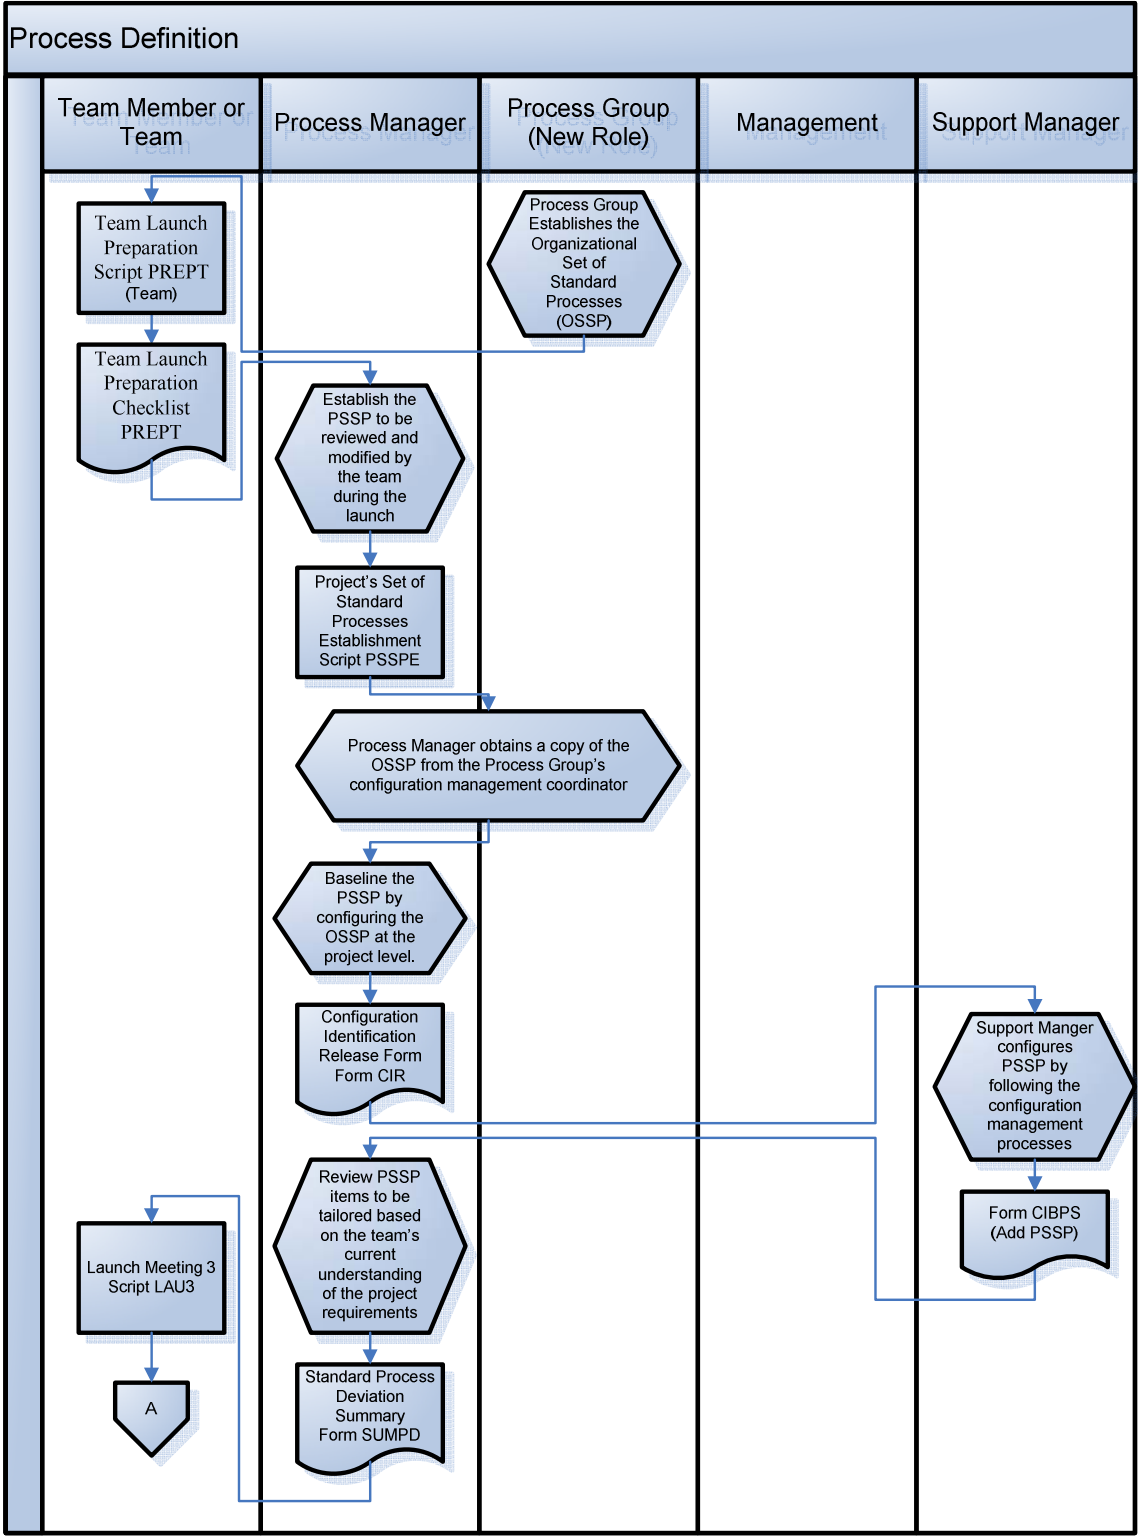 Process Definition
Team Member or
Team
Process Manager
Process Group
(New Role)
Management
Support Manager
Process Group
Establishes the
Organizational
Set of
Standard
Processes
(OSSP)
Team Launch
Preparation
Script PREPT
(Team)
Team Launch
Preparation
Checklist
PREPT
Establish the
PSSP to be
reviewed and
modified by
the team
during the
launch
Project's Set of
Standard
Processes
Establishment
Script PSSPE
Process Manager obtains a copy of the
OSSP from the Process Group's
configuration management coordinator
Baseline the
PSSP by
configuring the
OSSP at the
project level.
Configuration
Identification
Release Form
Form CIR
Support Manger
configures
PSSP by
following the
configuration
management
processes
Form CIBPS
(Add PSSP)
Review PSSP
items to be
tailored based
on the team's
current
understanding
of the project
requirements
Standard Process
Deviation
Summary
Form SUMPD
Launch Meeting 3
Script LAU3
A